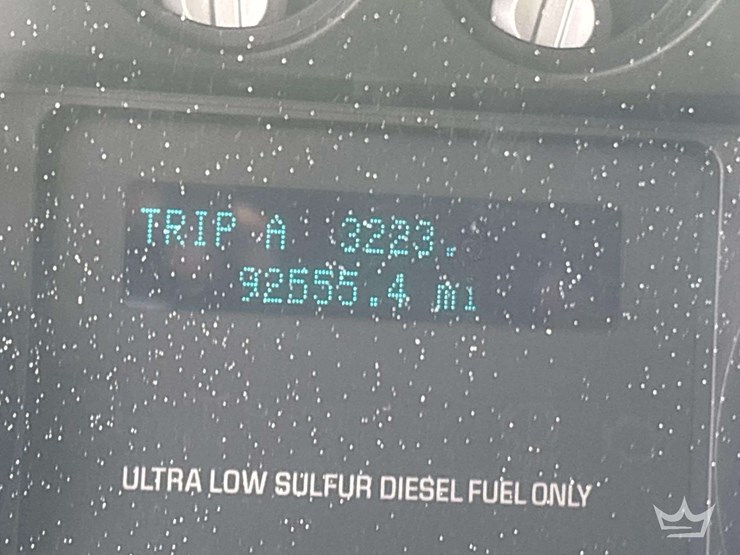 TRIP A 3223.
92555.4 mi
ULTRA LOW SULFUR DIESEL FUEL ONLY